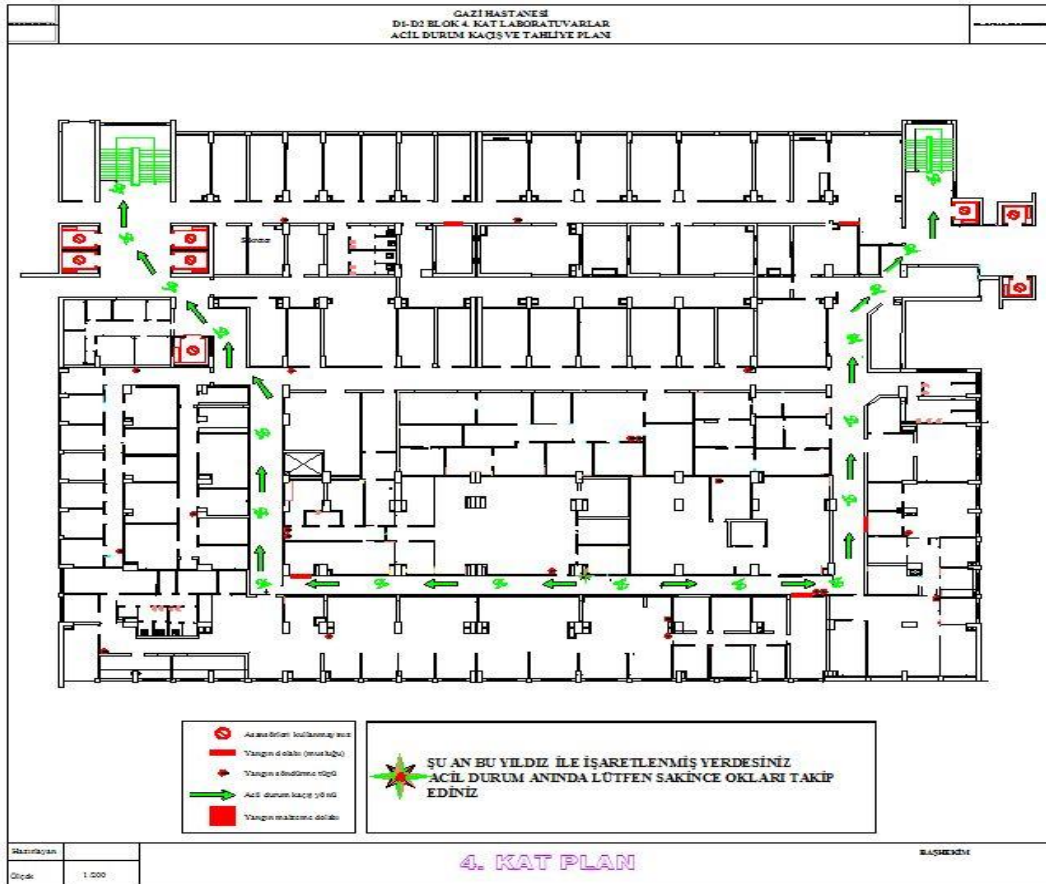 GAZİ HASTANESİ
D1-D2 BLOK 4. KAT LABORATUVARLAR
ACİL DURUM KAÇIŞ VE TAHLİYE PLANI
Asansörleri kullanmayınız
Yangın dolabı (musluğu)
Yangın söndürme tüpü
Acil durum kaçış yönü
Yangın malzeme dolabı
ŞU AN BU YILDIZ İLE İŞARETLENMİŞ YERDESİNİZ
ACİL DURUM ANINDA LÜTFEN SAKİNCE OKLARI TAKİP
EDİNİZ
Hazırlayan
Ölçek 1/200
4. KAT PLAN
BAŞHEKİM